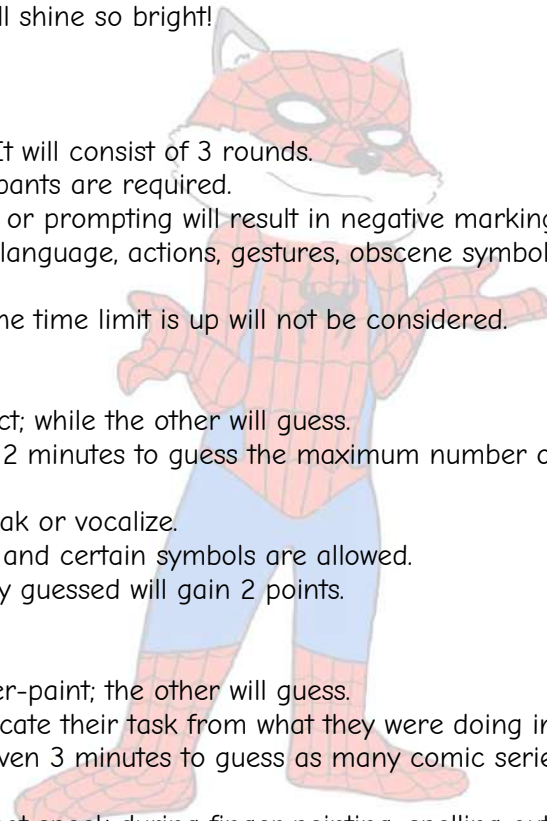 ll shine so bright!
It will consist of 3 rounds.
pants are required.
or prompting will result in negative marking
language, actions, gestures, obscene symbol
me time limit is up will not be considered.
ct; while the other will guess.
2 minutes to guess the maximum number o
ak or vocalize.
and certain symbols are allowed.
y guessed will gain 2 points.
er-paint; the other will guess.
cate their task from what they were doing in
ven 3 minutes to guess as many comic serie